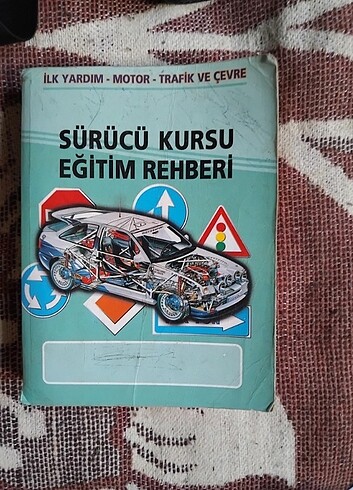 İLK YARDIM - MOTOR - TRAFİK VE ÇEVRE
SÜRÜCÜ KURSU
EĞİTİM REHBERİ